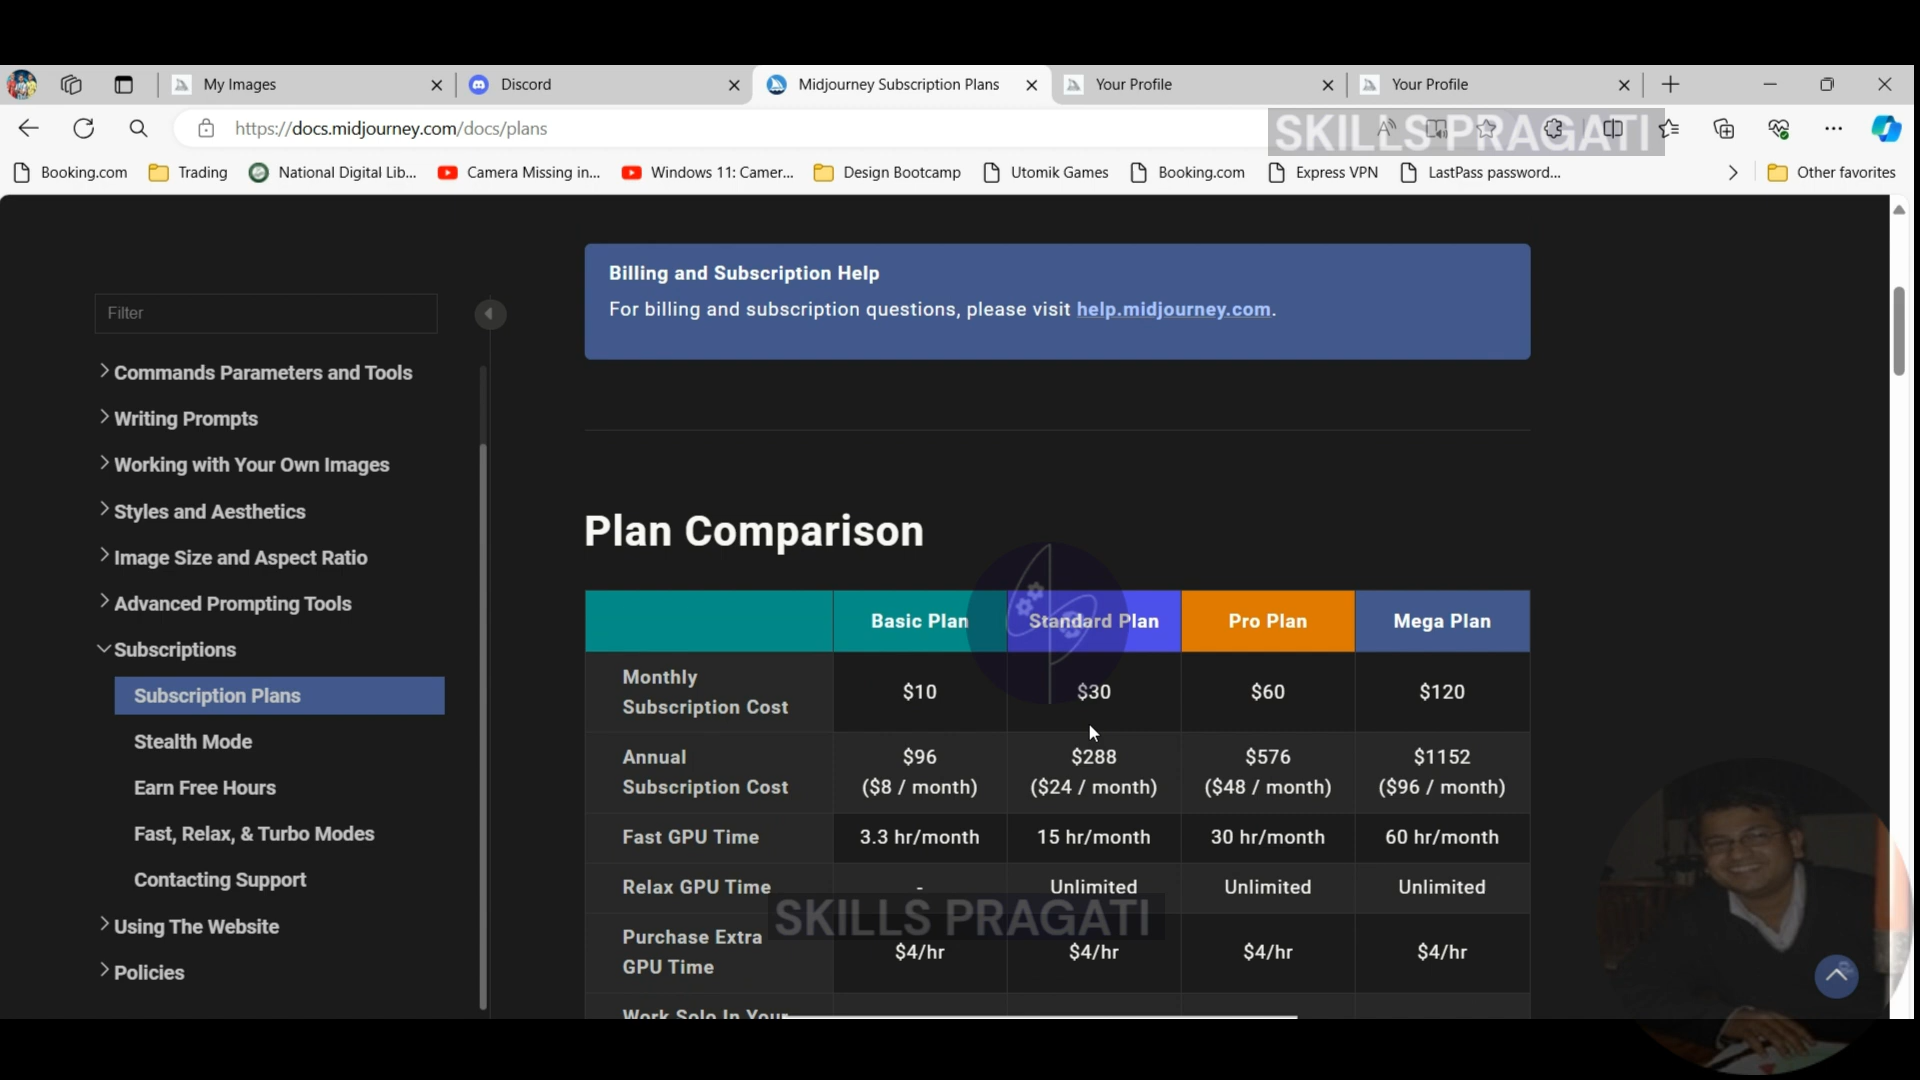 My Images
Discord
Midjourney Subscription Plans
Your Profile
Your Profile
https://docs.midjourney.com/docs/plans
SKILLS PRAGATI
Booking.com
Trading
National Digital Lib...
Camera Missing in...
Windows 11: Camer...
Design Bootcamp
Utomik Games
Booking.com
Express VPN
LastPass password...
Other favorites
Filter
Commands Parameters and Tools
Writing Prompts
Working with Your Own Images
Styles and Aesthetics
Image Size and Aspect Ratio
Advanced Prompting Tools
Subscriptions
Subscription Plans
Stealth Mode
Earn Free Hours
Fast, Relax, & Turbo Modes
Contacting Support
Using The Website
Policies
Billing and Subscription Help
For billing and subscription questions, please visit help.midjourney.com.
Plan Comparison
Basic Plan Standard Plan Pro Plan Mega Plan
Monthly
Subscription Cost
$10 $30 $60 $120
Annual
Subscription Cost
$96 $288 $576 $1152
($8 / month) ($24 / month) ($48 / month) ($96 / month)
Fast GPU Time 3.3 hr/month 15 hr/month 30 hr/month 60 hr/month
Relax GPU Time - Unlimited Unlimited Unlimited
SKILLS PRAGATI
Purchase Extra
GPU Time
$4/hr $4/hr $4/hr $4/hr
Work Solo In Your